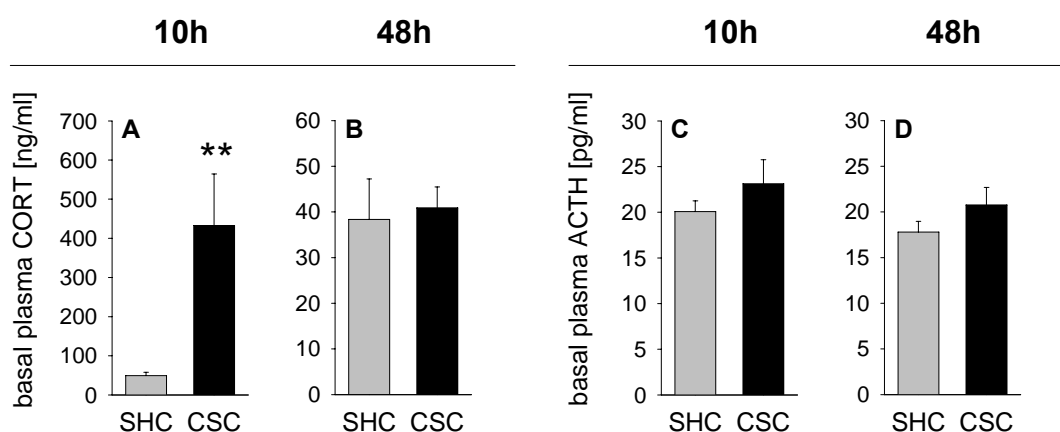 10h 48h 10h 48h
basal plasma CORT [ng/ml]
A
700
600
500
400
300
200
100
0
**
SHC CSC
B
60
50
40
30
20
10
0
SHC CSC
basal plasma ACTH [pg/ml]
C
30
25
20
15
10
5
0
SHC CSC
D
30
25
20
15
10
5
0
SHC CSC